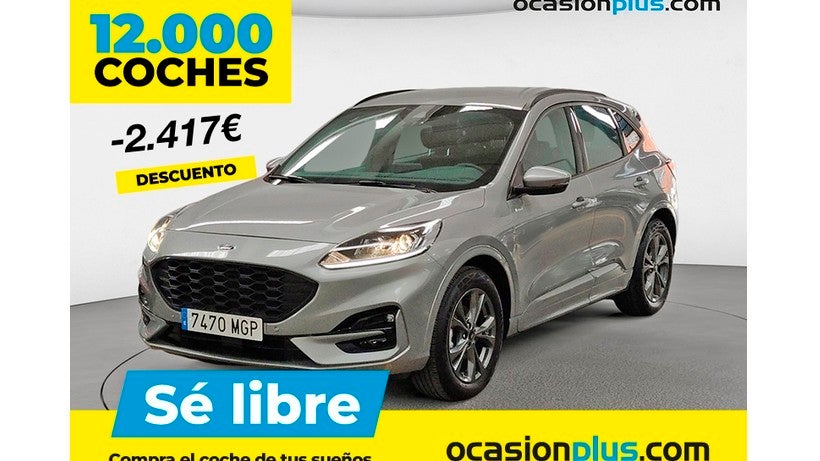 ocasionplus.com
12.000
COCHES
-2.417€
DESCUENTO
7470 MGP
Sé libre
Compra el coche de tus sueños
ocasionplus.com